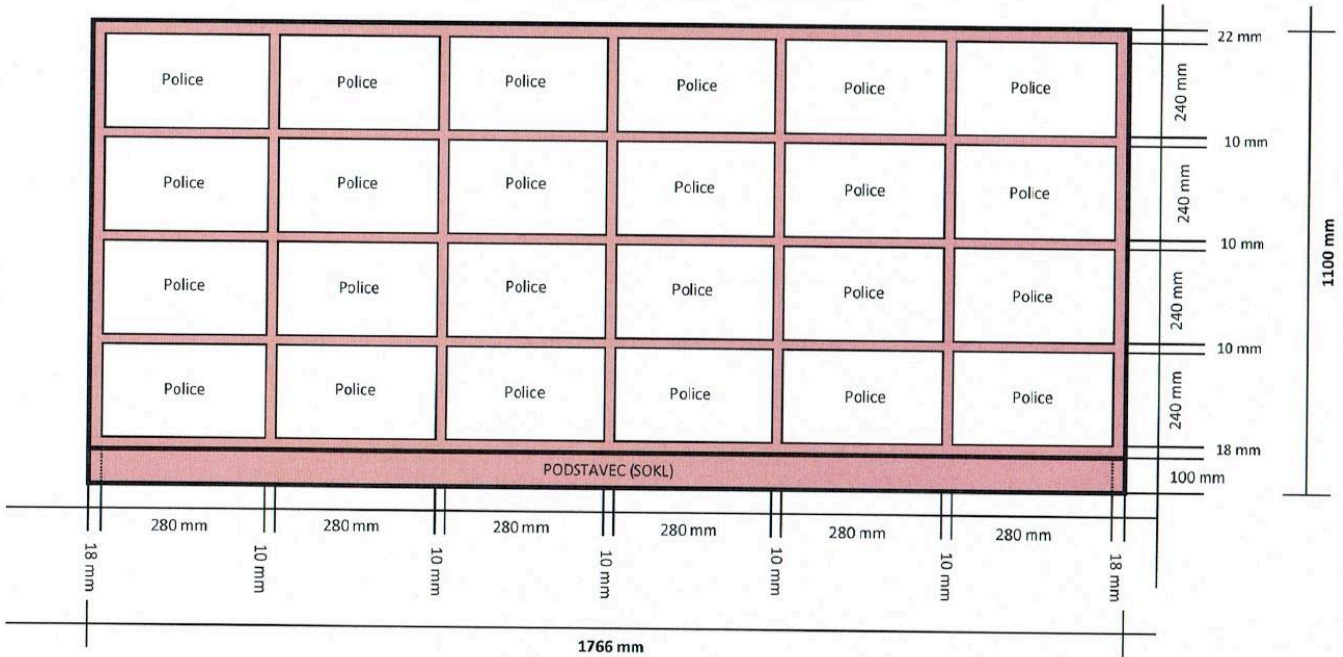 22 mm
Police Police Police Police Police Police
240 mm
10 mm
Police Police Police Police Police Police
240 mm
10 mm
1100 mm
Police Police Police Police Police Police
240 mm
10 mm
Police Police Police Police Police Police
240 mm
18 mm
PODSTAVEC (SOKL)
100 mm
280 mm 280 mm 280 mm 280 mm 280 mm 280 mm
18 mm 10 mm 10 mm 10 mm 10 mm 10 mm 18 mm
1766 mm